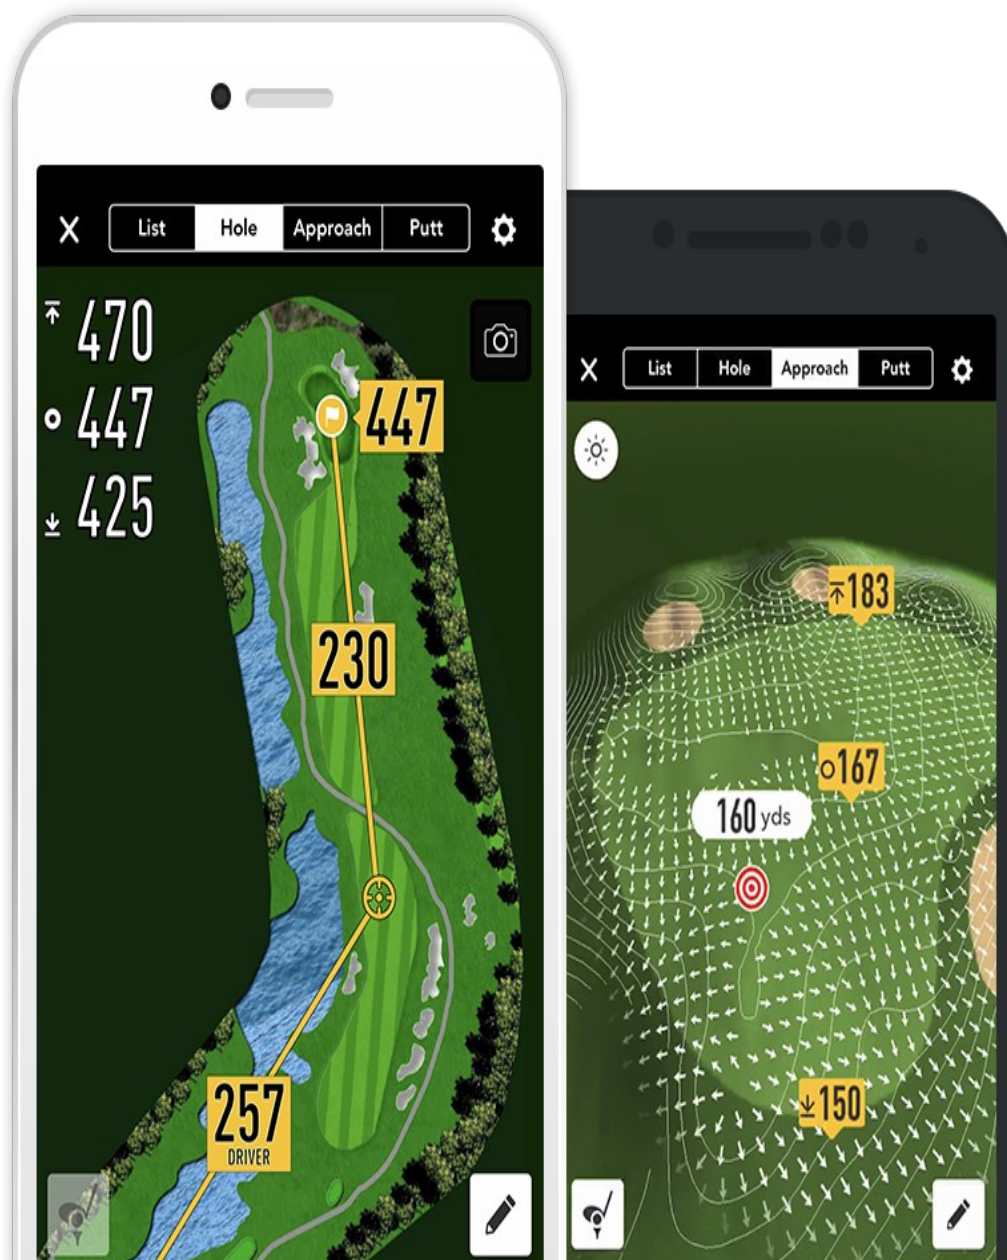 X List Hole Approach Putt
470
447
425
447
230
257
DRIVER
X List Hole Approach Putt
183
167
160 yds
150